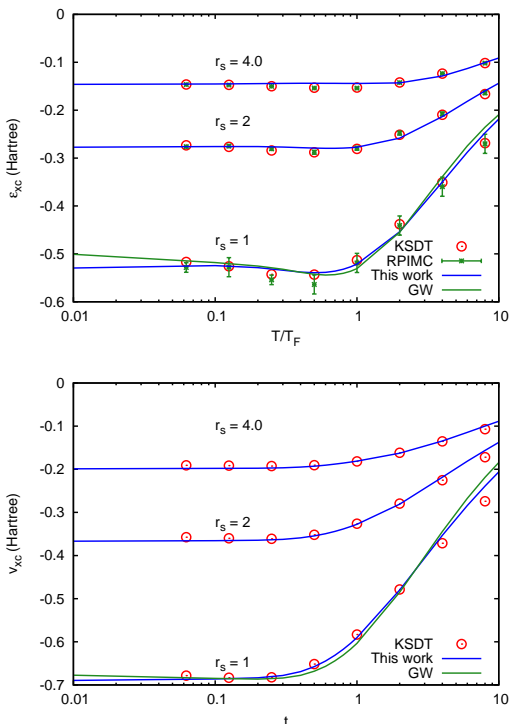 0
-0.1
-0.2
-0.3
-0.4
-0.5
-0.6
ε_xc (Hartree)
r_s = 4.0
r_s = 2
r_s = 1
KSDT
RPIMC
This work
GW
0.01 0.1 1 10
T/T_F
0
-0.1
-0.2
-0.3
-0.4
-0.5
-0.6
-0.7
v_xc (Hartree)
r_s = 4.0
r_s = 2
r_s = 1
KSDT
This work
GW
0.01 0.1 1 10
t